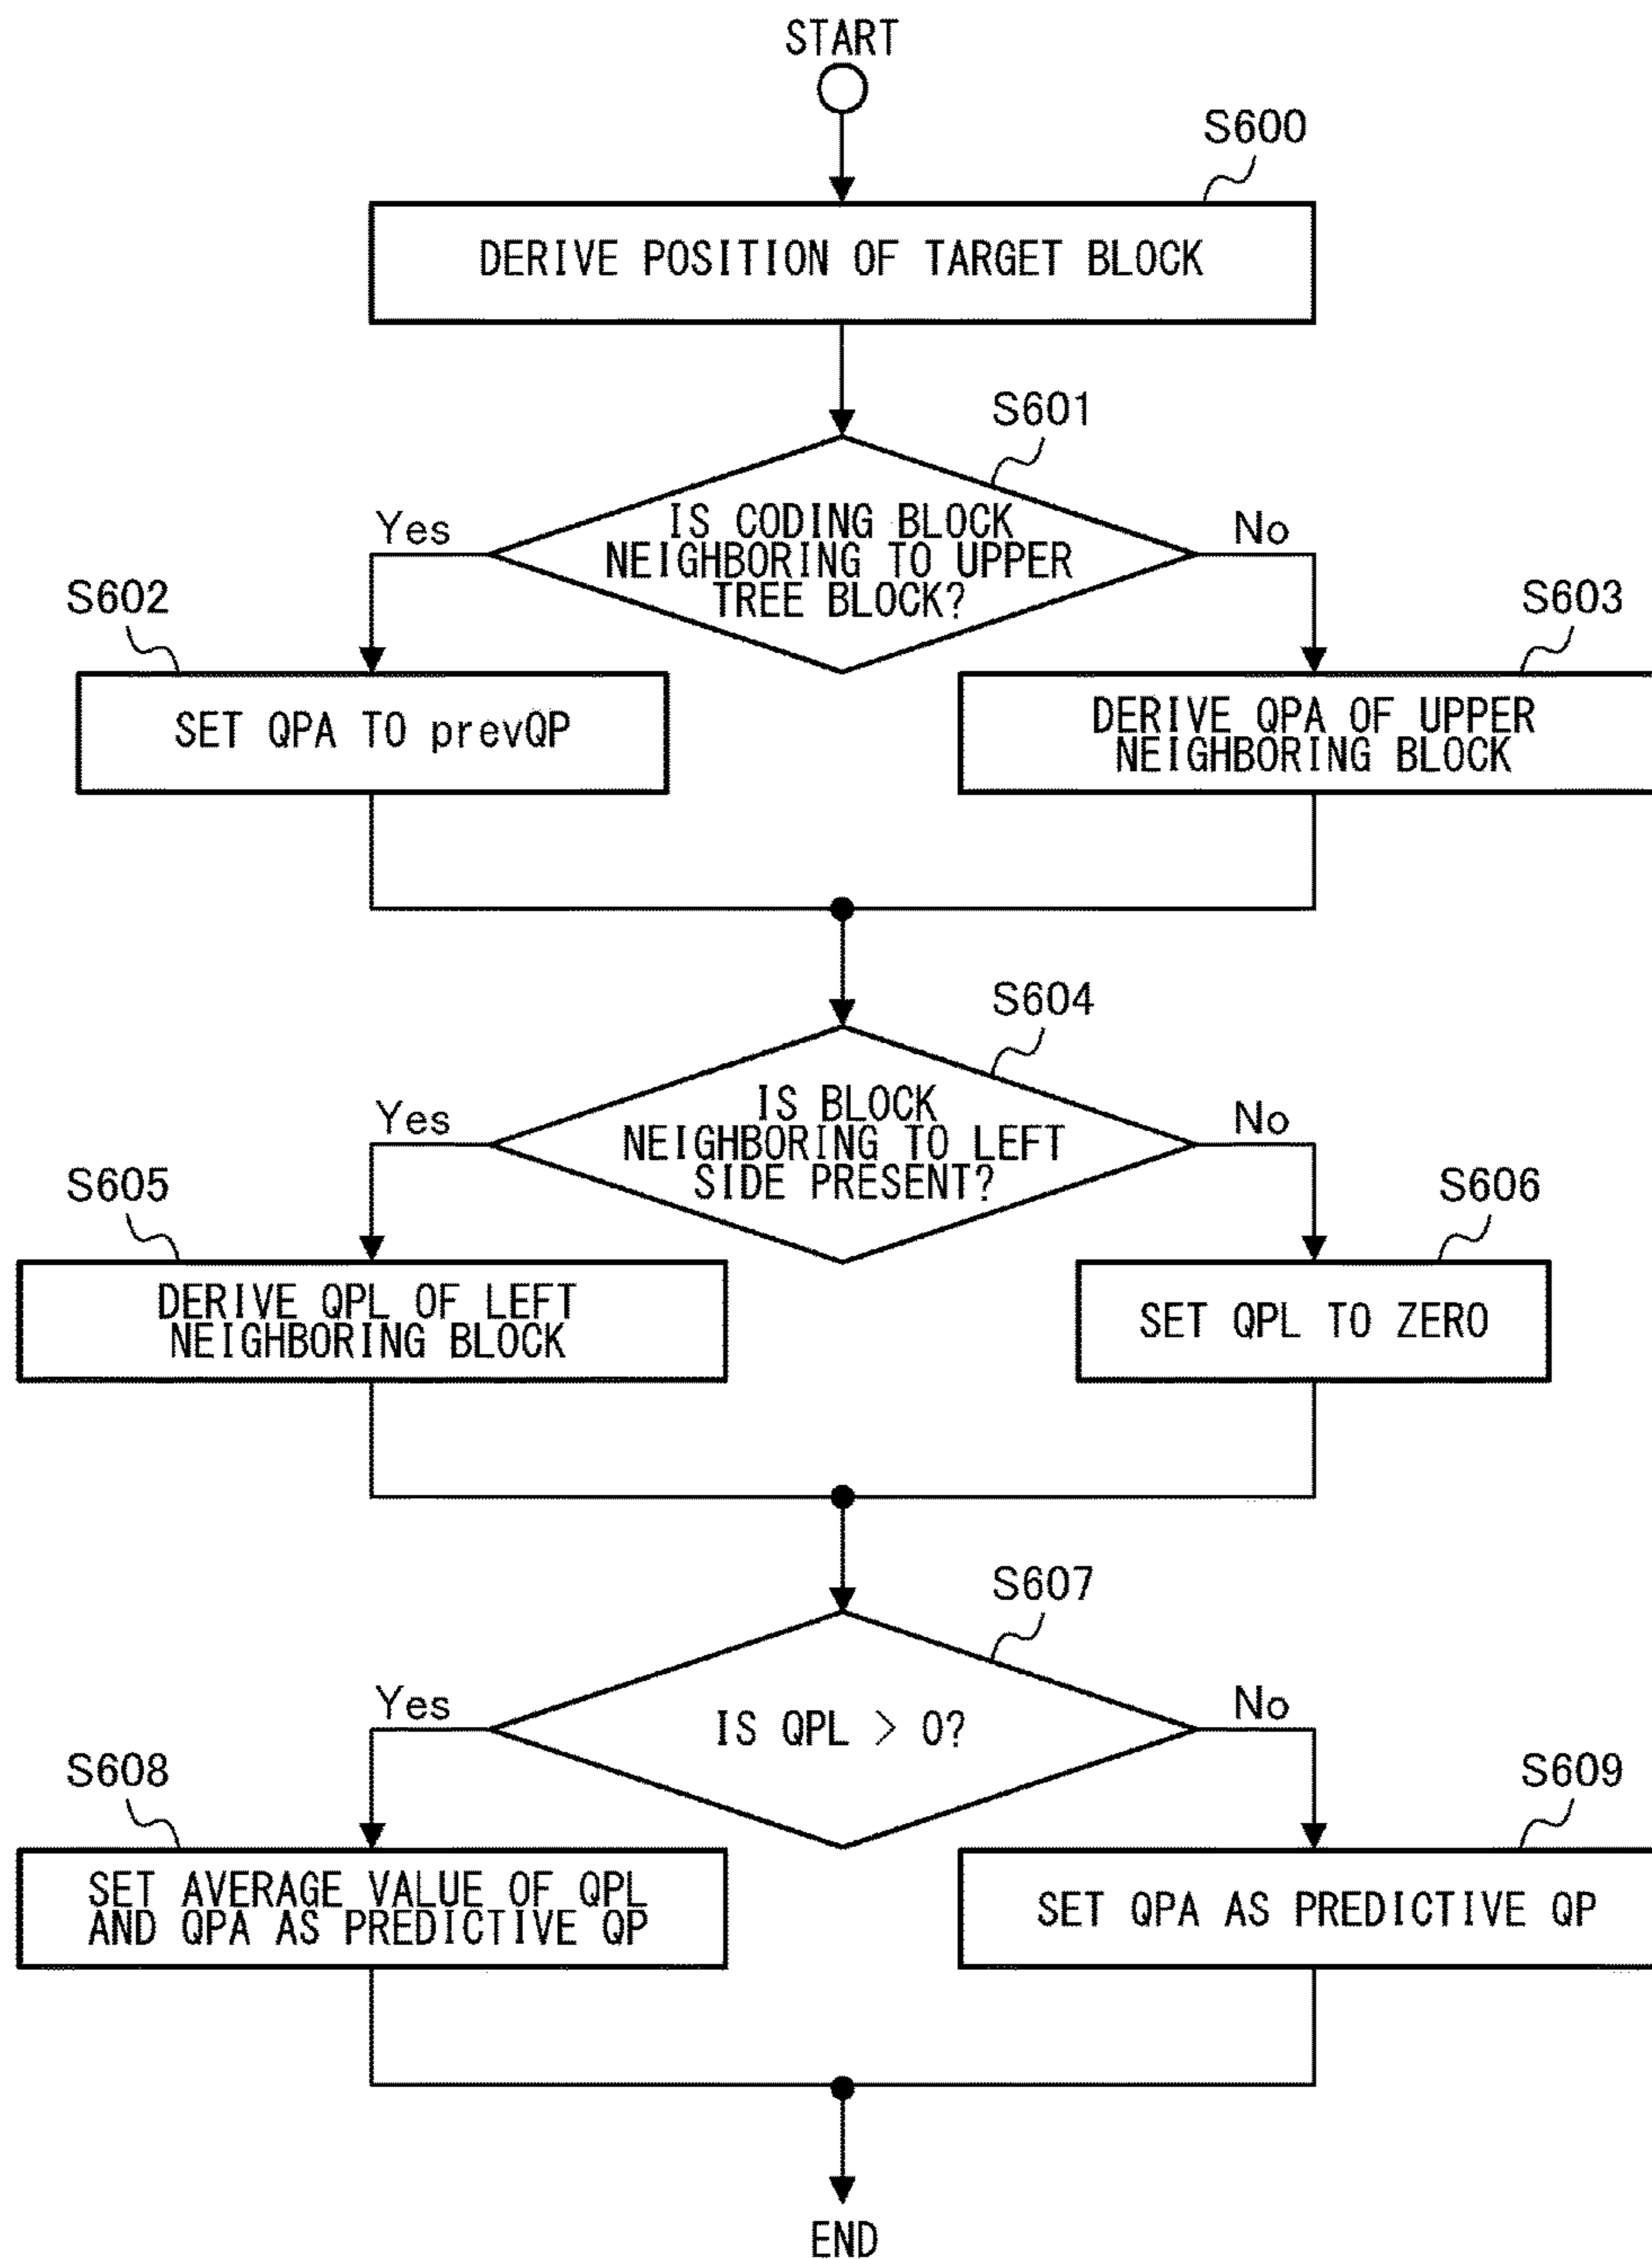 START
S600
DERIVE POSITION OF TARGET BLOCK
S601
IS CODING BLOCK
NEIGHBORING TO UPPER
TREE BLOCK?
Yes
No
S602
S603
SET QPA TO prevQP
DERIVE QPA OF UPPER
NEIGHBORING BLOCK
S604
IS BLOCK
NEIGHBORING TO LEFT
SIDE PRESENT?
Yes
No
S605
S606
DERIVE QPL OF LEFT
NEIGHBORING BLOCK
SET QPL TO ZERO
S607
IS QPL > 0?
Yes
No
S608
S609
SET AVERAGE VALUE OF QPL
AND QPA AS PREDICTIVE QP
SET QPA AS PREDICTIVE QP
END